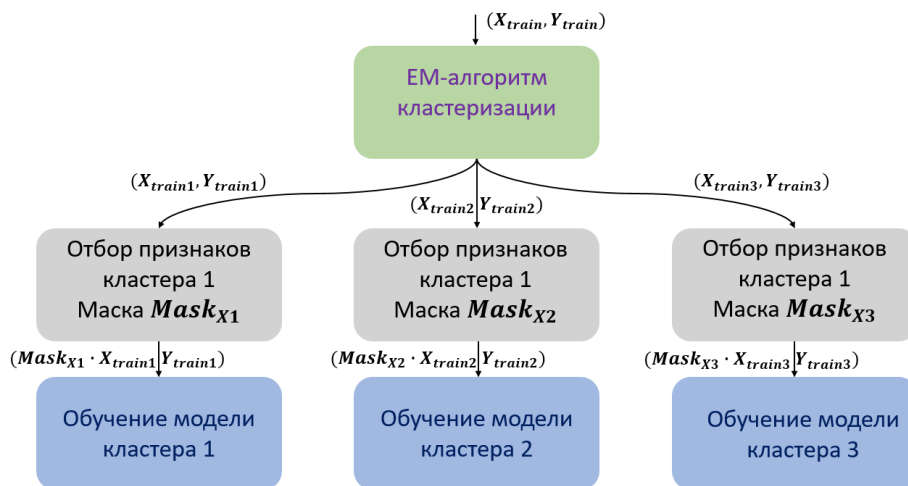 (X_train, Y_train)
EM-алгоритм
кластеризации
(X_train1, Y_train1)
(X_train2 Y_train2)
(X_train3, Y_train3)
Отбор признаков
кластера 1
Маска Mask_X1
Отбор признаков
кластера 1
Маска Mask_X2
Отбор признаков
кластера 1
Маска Mask_X3
(Mask_X1 · X_train1 Y_train1)
(Mask_X2 · X_train2 Y_train2)
(Mask_X3 · X_train3 Y_train3)
Обучение модели
кластера 1
Обучение модели
кластера 2
Обучение модели
кластера 3